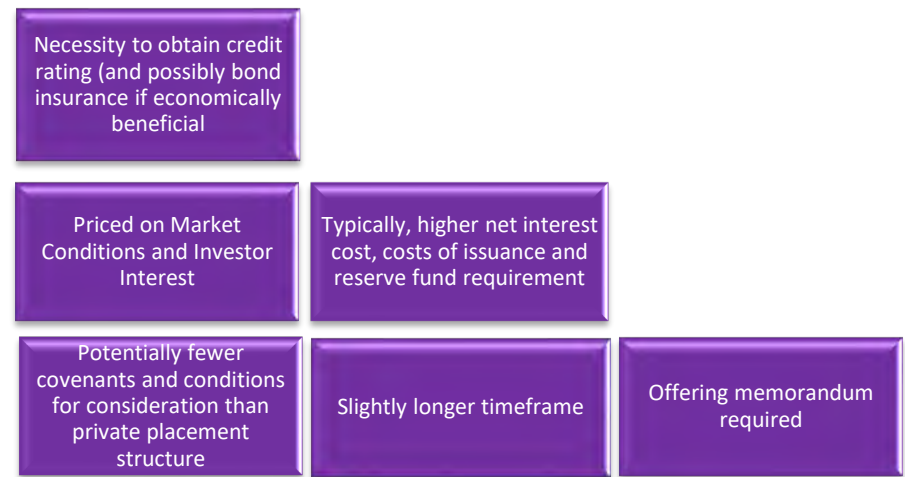 Necessity to obtain credit
rating (and possibly bond
insurance if economically
beneficial
Priced on Market
Conditions and Investor
Interest
Typically, higher net interest
cost, costs of issuance and
reserve fund requirement
Potentially fewer
covenants and conditions
for consideration than
private placement
structure
Slightly longer timeframe
Offering memorandum
required